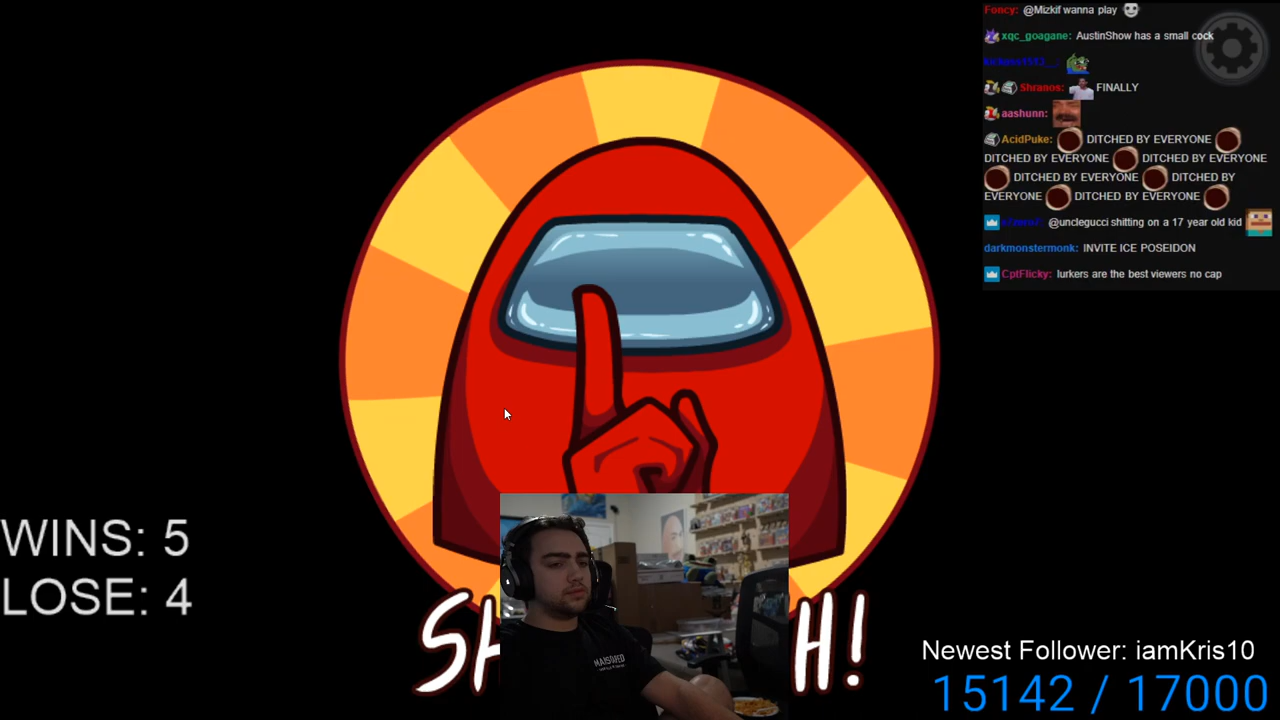 Foncy: @Mizkif wanna play
xqc_goagane: AustinShow has a small cock
Shranos: FINALLY
aashunn:
AcidPuke: DITCHED BY EVERYONE
DITCHED BY EVERYONE DITCHED BY EVERYONE
DITCHED BY EVERYONE DITCHED BY
EVERYONE DITCHED BY EVERYONE
@unclegucci shitting on a 17 year old kid
darkmonstermonk: INVITE ICE POSEIDON
CptFlicky: lurkers are the best viewers no cap
WINS: 5
LOSE: 4
SH H!
Newest Follower: iamKris10
15142 / 17000